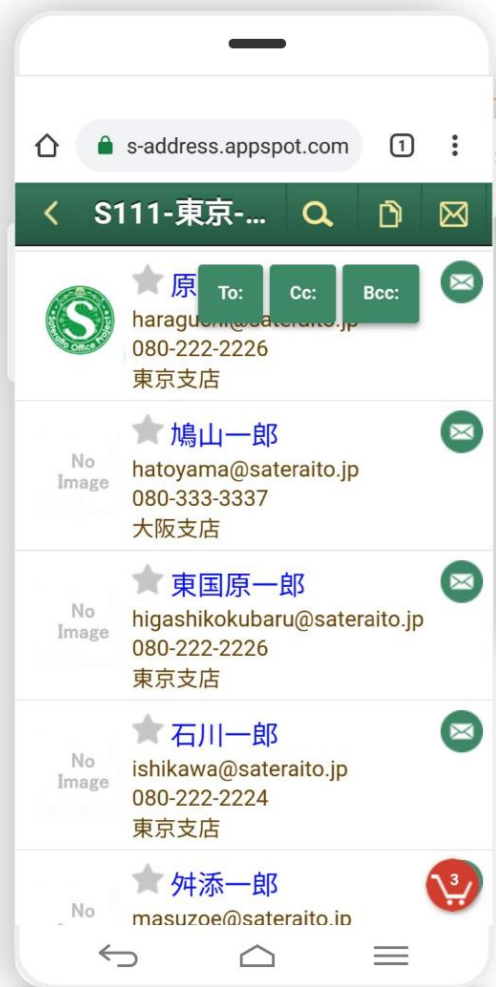 s-address.appspot.com
1
S111-東京-...
原
To:
Cc:
Bcc:
haraguchi@sateraito.jp
080-222-2226
東京支店
S
Sateraito Office Project
No
Image
鳩山一郎
hatoyama@sateraito.jp
080-333-3337
大阪支店
No
Image
東国原一郎
higashikokubaru@sateraito.jp
080-222-2226
東京支店
No
Image
石川一郎
ishikawa@sateraito.jp
080-222-2224
東京支店
No
舛添一郎
masuzoe@sateraito.jp
3